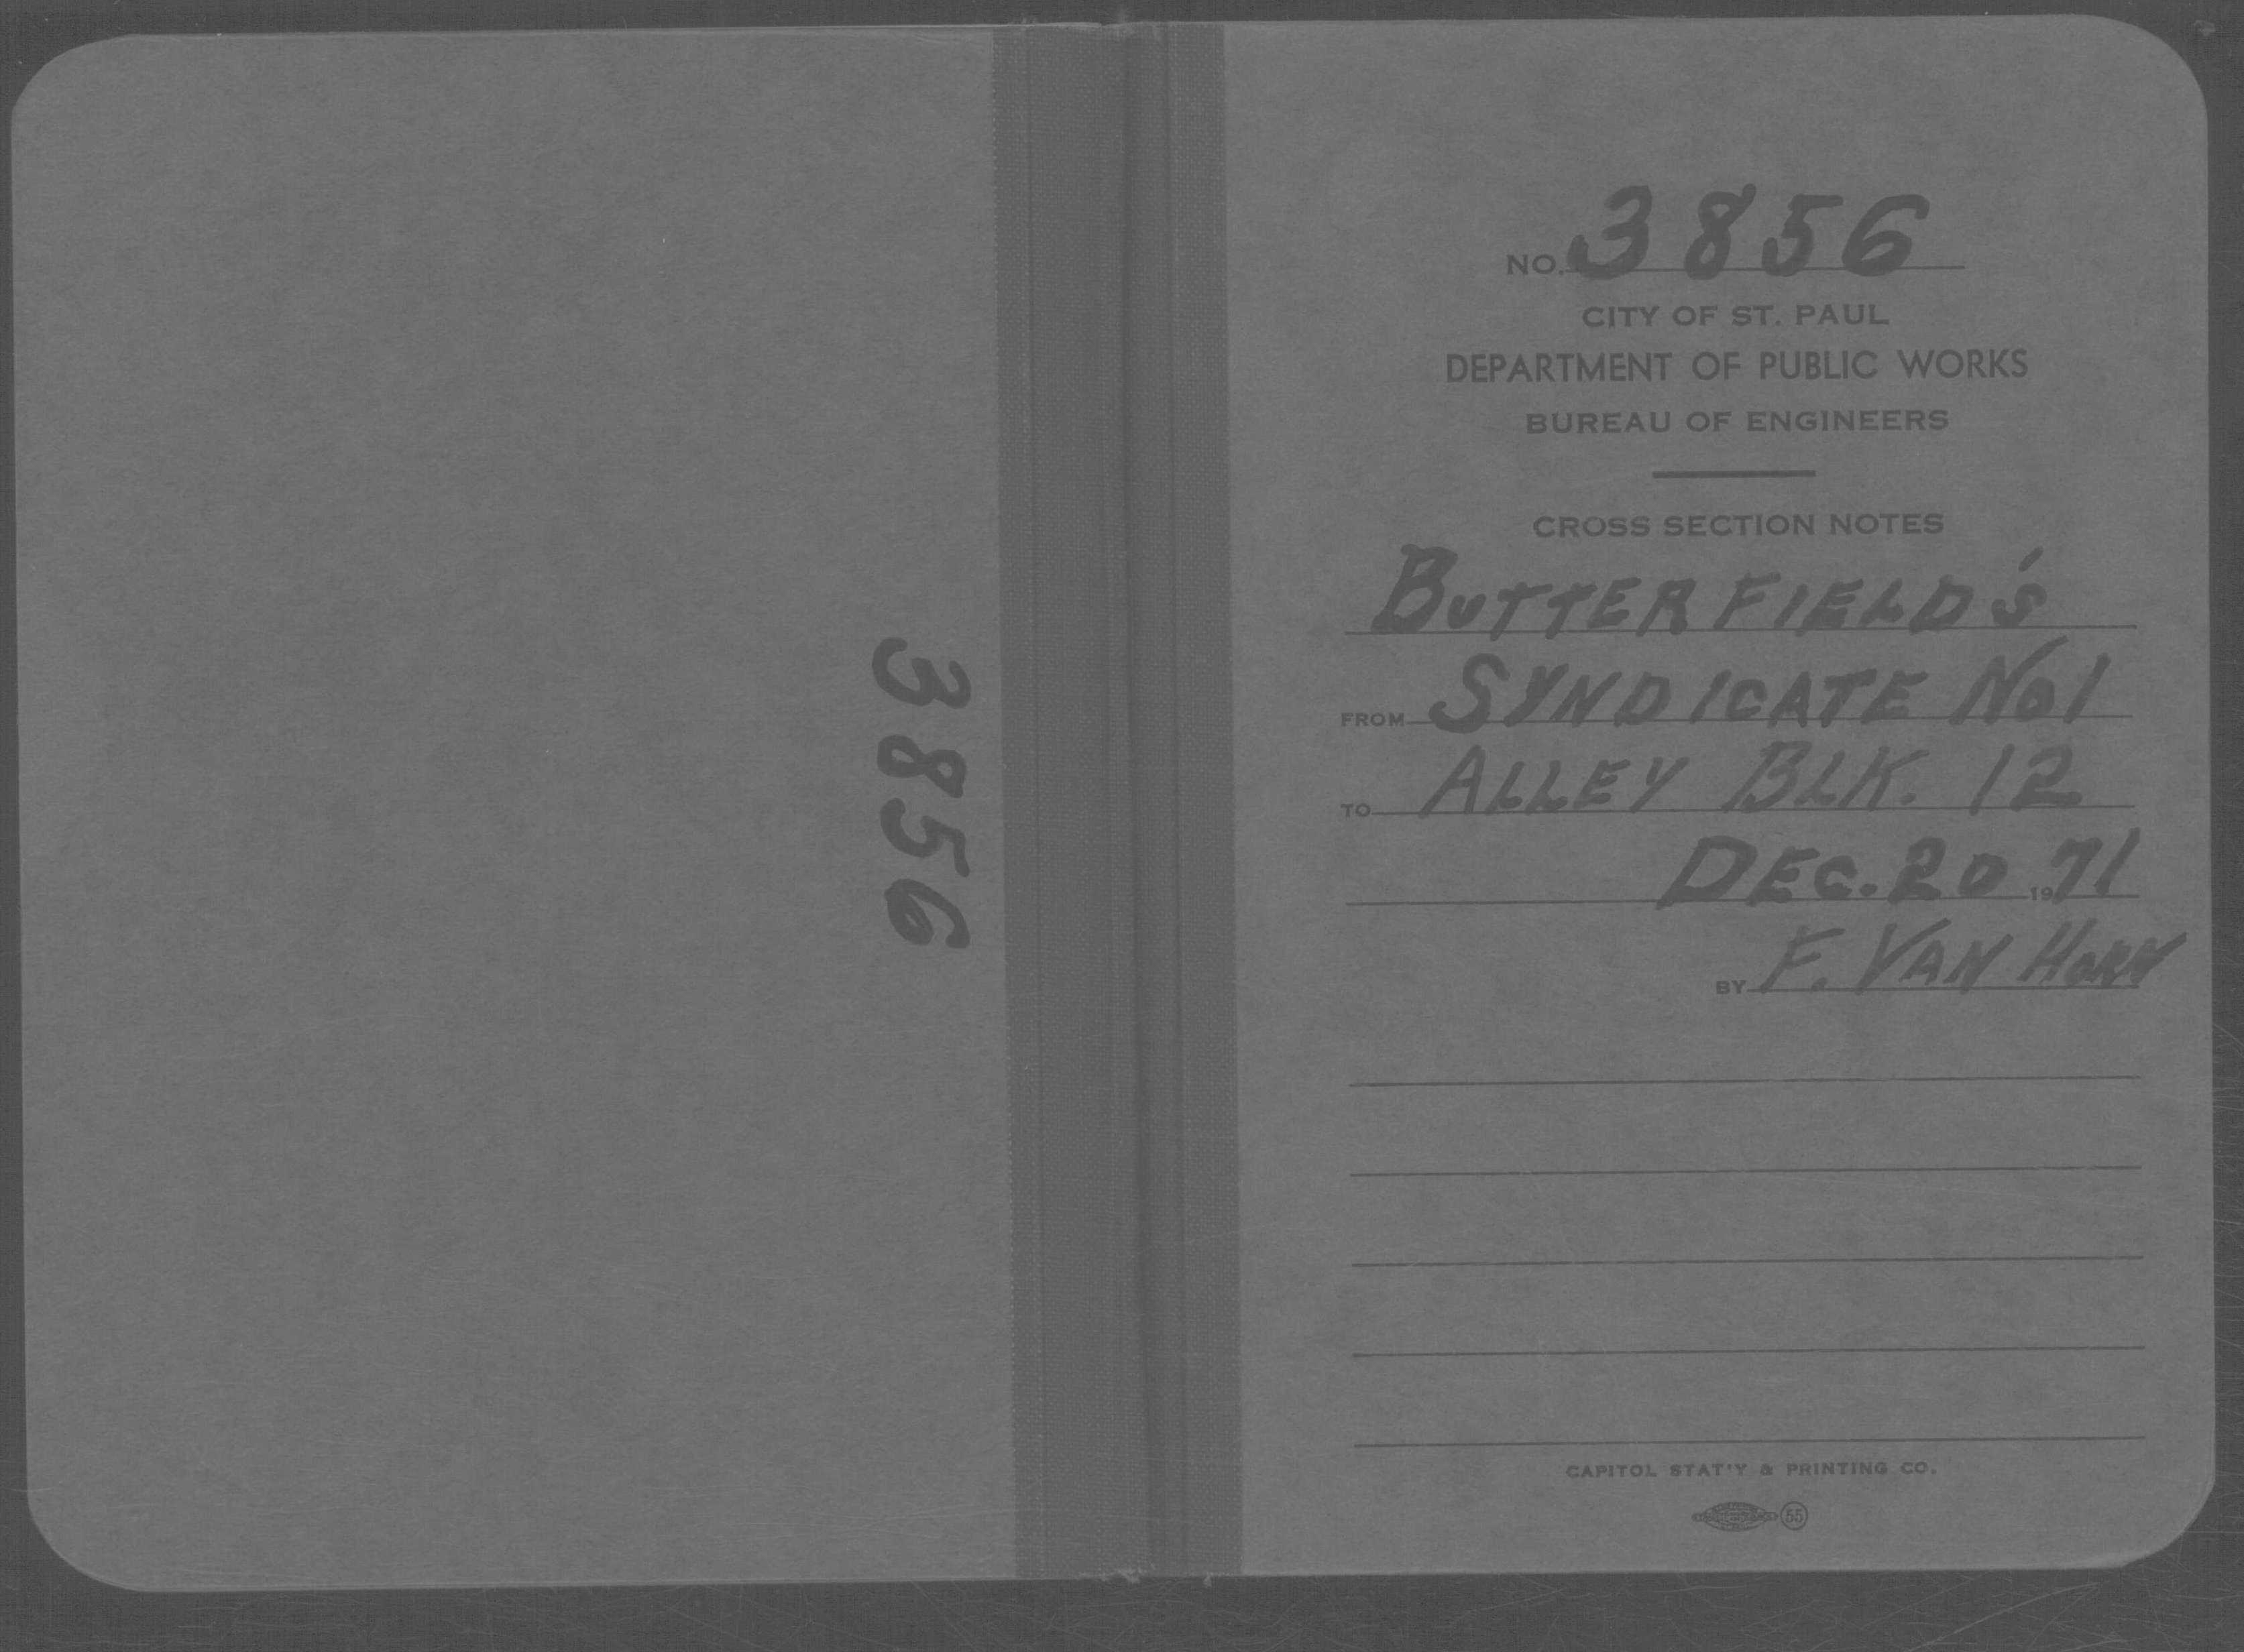 3856
NO. 3856
CITY OF ST. PAUL
DEPARTMENT OF PUBLIC WORKS
BUREAU OF ENGINEERS
CROSS SECTION NOTES
BUTTERFIELD'S
FROM SYNDICATE No 1
TO ALLEY BLK. 12
DEC. 20 1971
BY F. VAN HORN
CAPITOL STAT'Y & PRINTING CO.
55